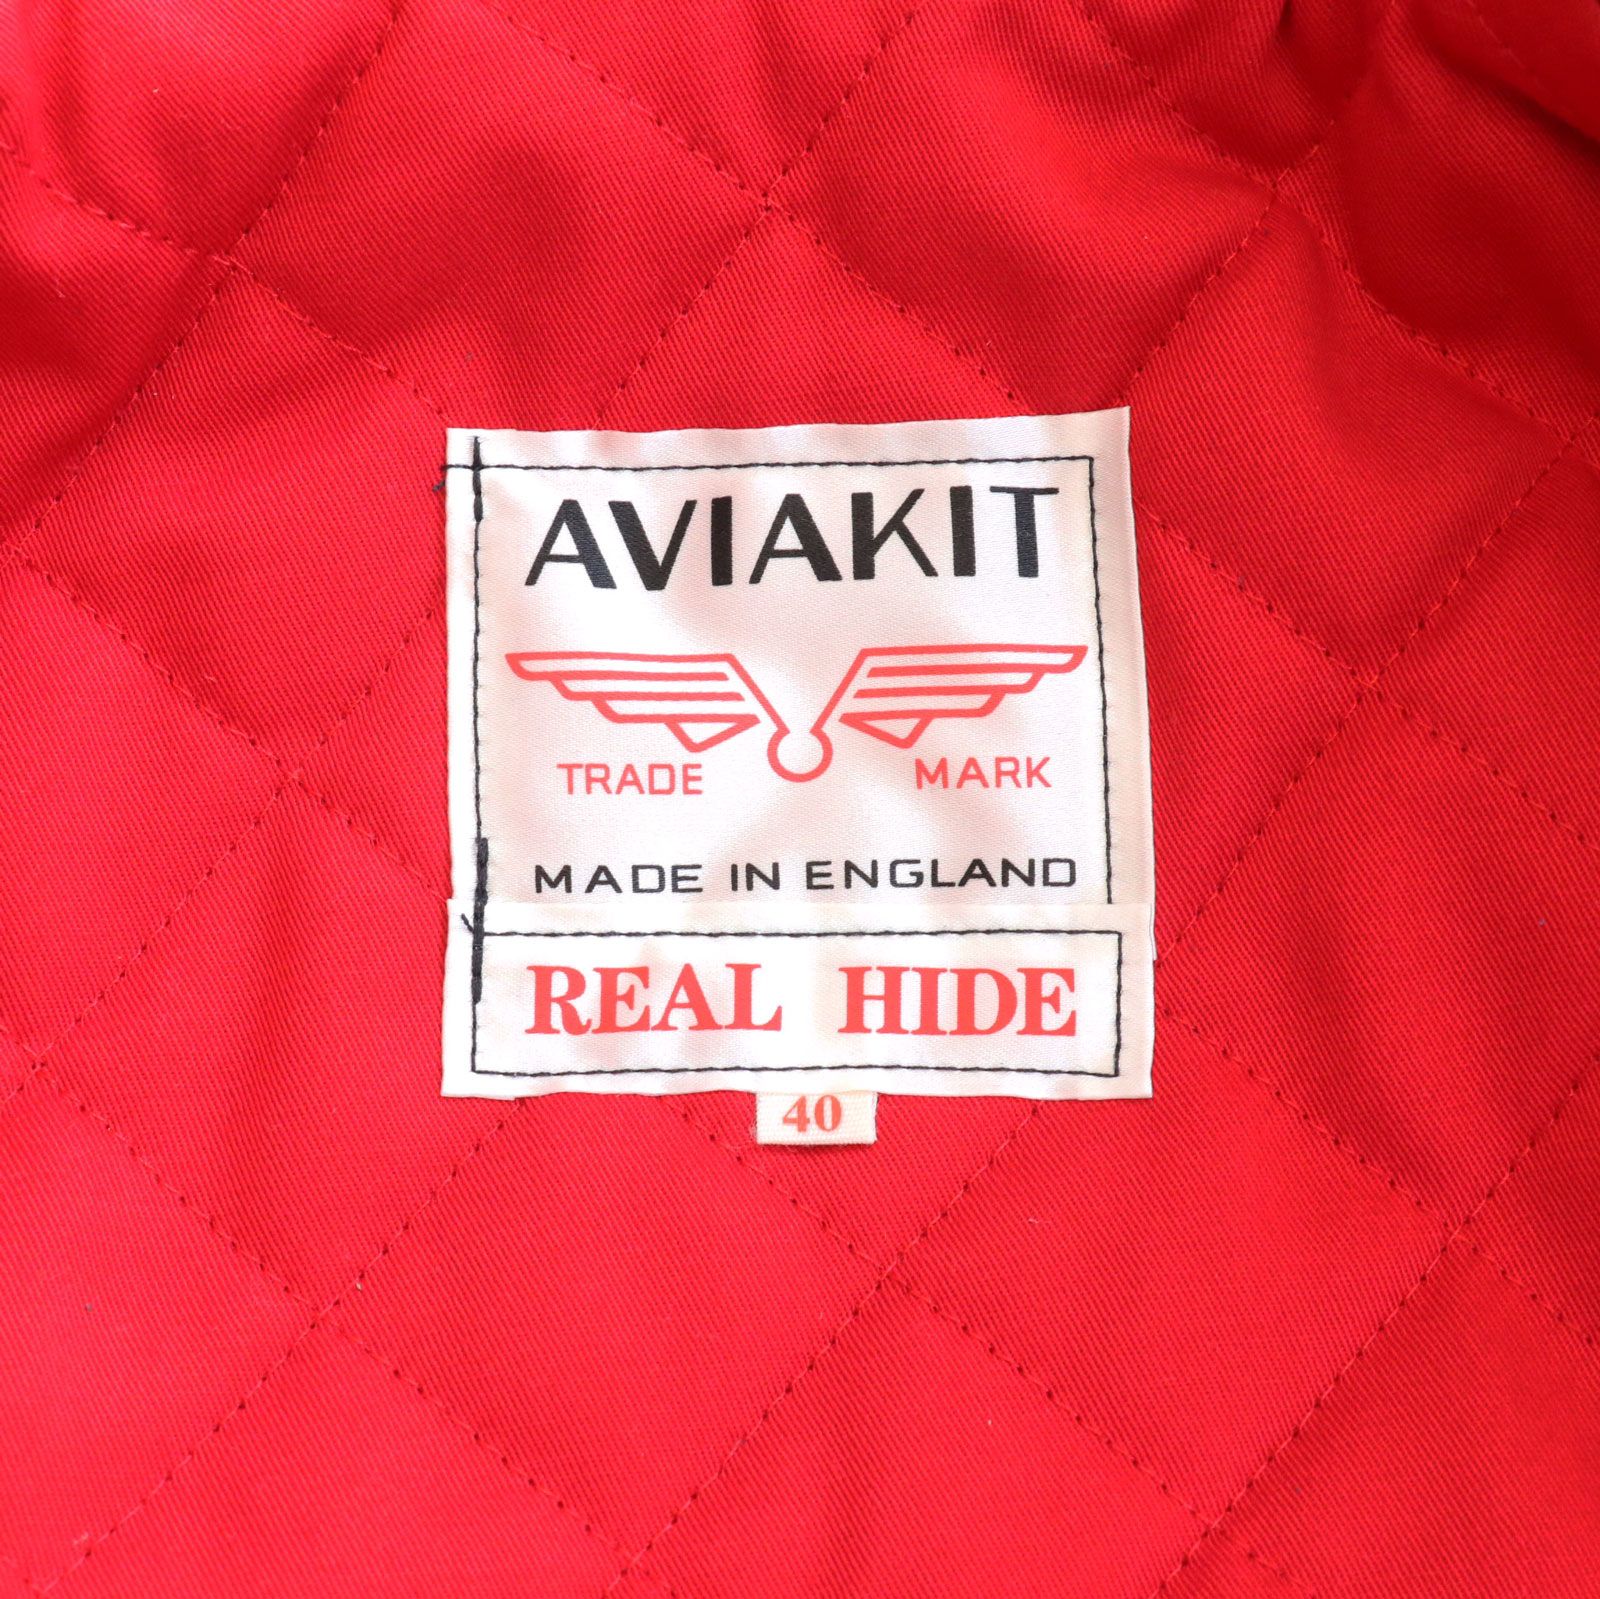 AVIAKIT
TRADE MARK
MADE IN ENGLAND
REAL HIDE
40